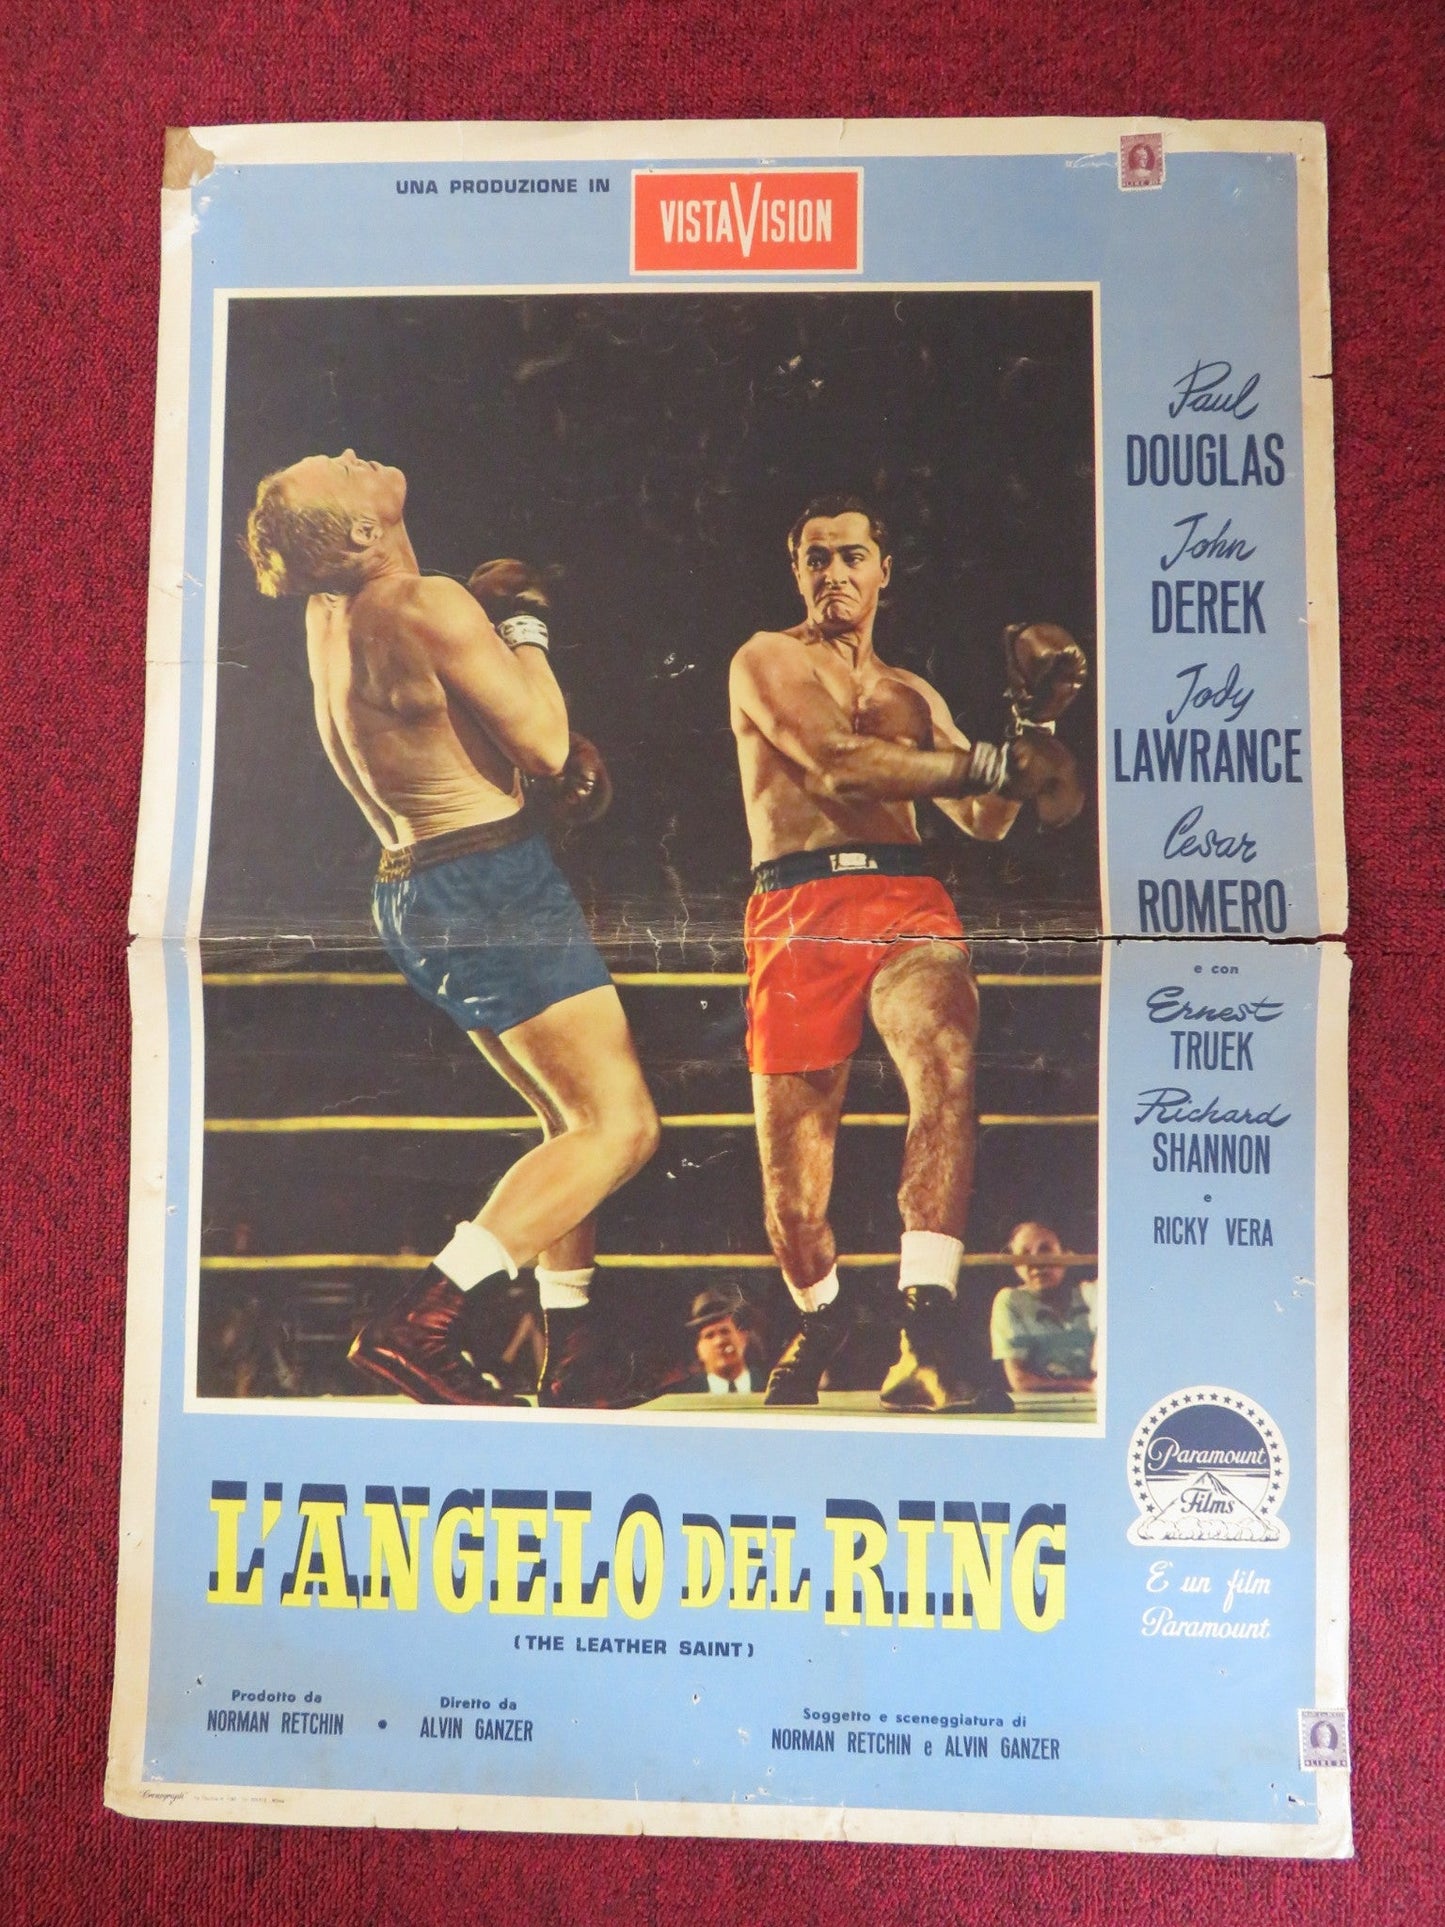 UNA PRODUZIONE IN
VISTAVISION
Paul
DOUGLAS
John
DEREK
Jody
LAWRANCE
Cesar
ROMERO
e con
Ernest
TRUEK
Richard
SHANNON
e
RICKY VERA
Paramount
Films
È un film
Paramount
L'ANGELO DEL RING
(THE LEATHER SAINT)
Prodotto da
NORMAN RETCHIN
•
Diretto da
ALVIN GANZER
Soggetto e sceneggiatura di
NORMAN RETCHIN e ALVIN GANZER